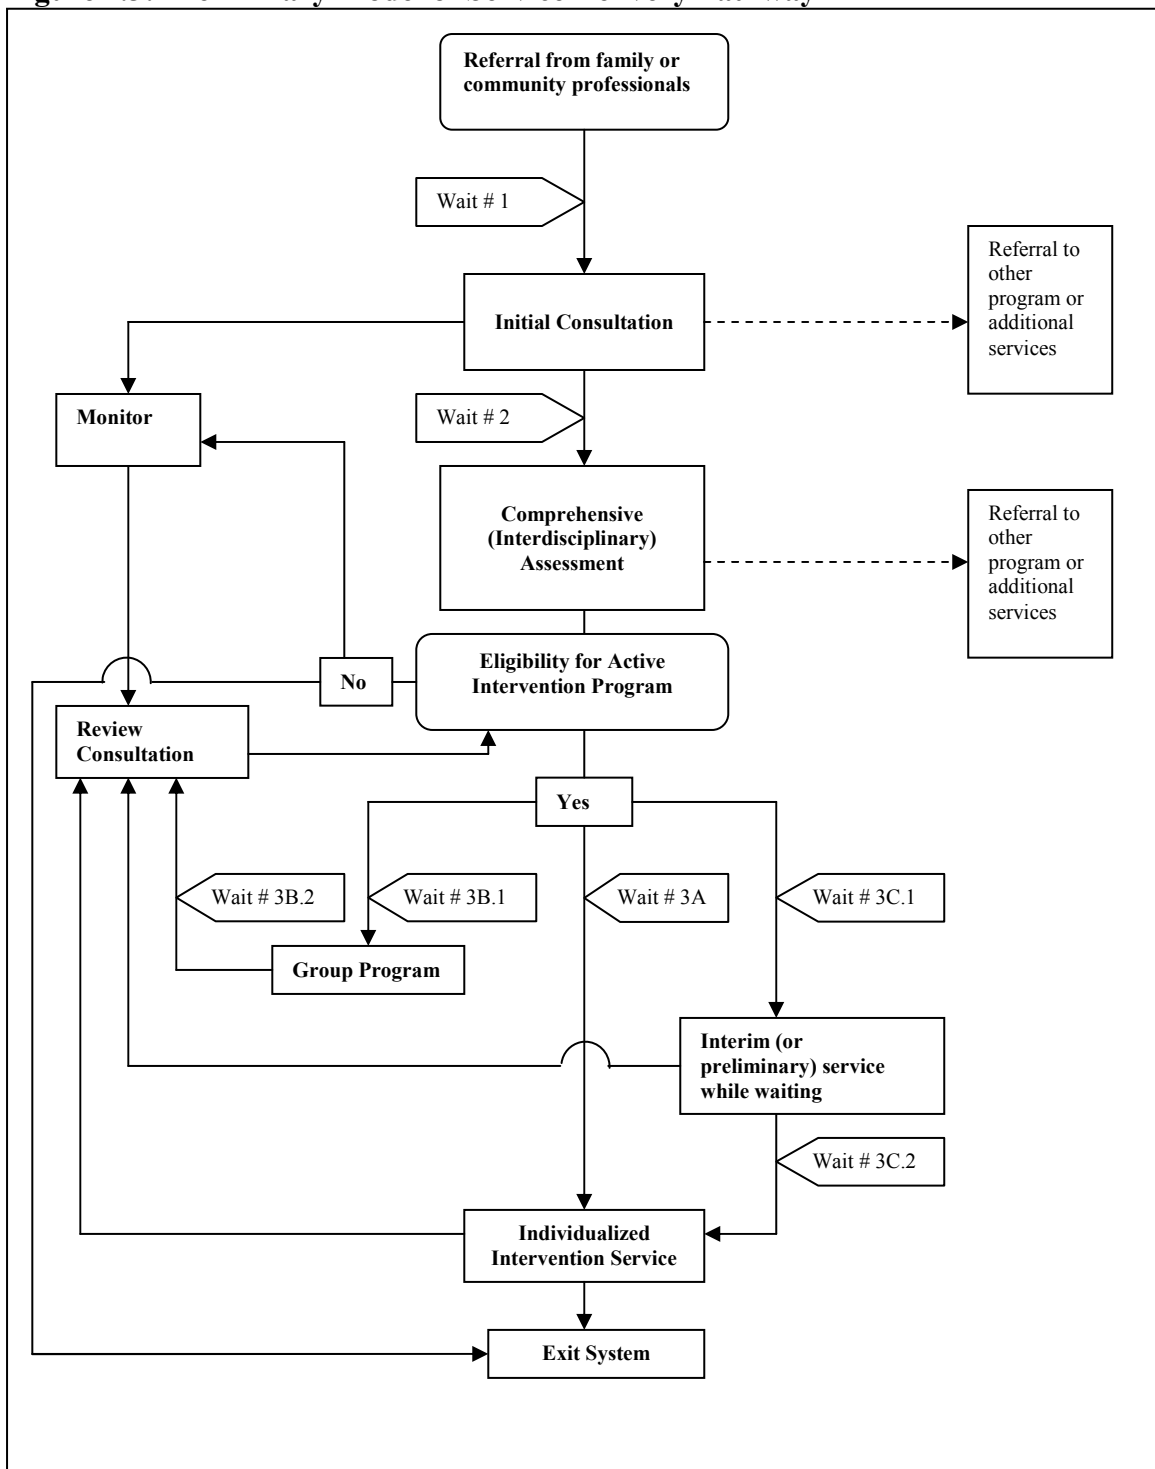 Referral from family or
community professionals
Wait # 1
Referral to
other
program or
additional
services
Initial Consultation
Monitor
Wait # 2
Comprehensive
(Interdisciplinary)
Assessment
Referral to
other
program or
additional
services
Eligibility for Active
Intervention Program
No
Review
Consultation
Yes
Wait # 3B.2
Wait # 3B.1
Wait # 3A
Wait # 3C.1
Group Program
Interim (or
preliminary) service
while waiting
Wait # 3C.2
Individualized
Intervention Service
Exit System